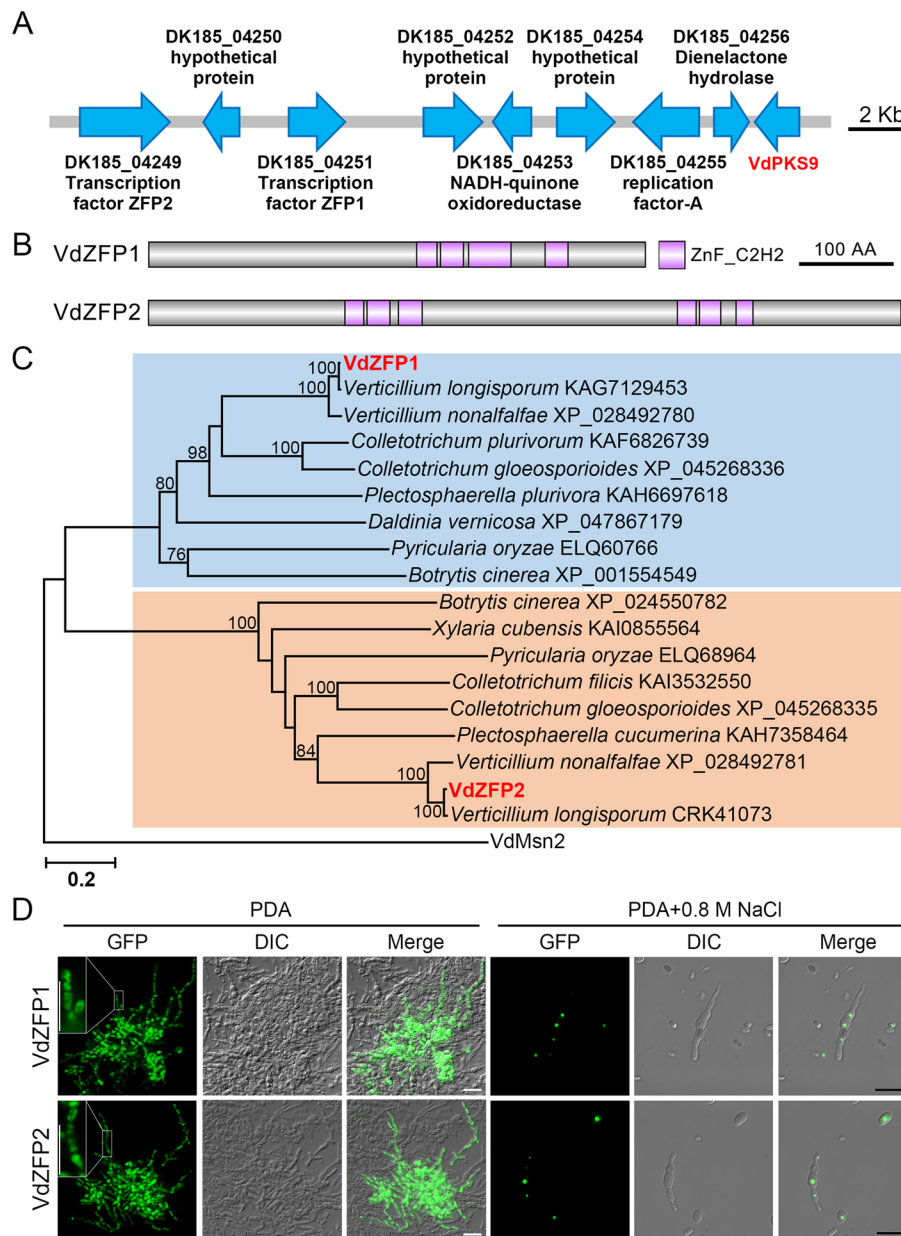 A
DK185_04250
hypothetical
protein
DK185_04252
hypothetical
protein
DK185_04254
hypothetical
protein
DK185_04256
Dienelactone
hydrolase
2 Kb
DK185_04249
Transcription
factor ZFP2
DK185_04251
Transcription
factor ZFP1
DK185_04253
NADH-quinone
oxidoreductase
DK185_04255
replication
factor-A
VdPKS9
B
VdZFP1
ZnF_C2H2
100 AA
VdZFP2
C
100 VdZFP1
100 Verticillium longisporum KAG7129453
Verticillium nonalfalfae XP_028492780
100 Colletotrichum plurivorum KAF6826739
98 Colletotrichum gloeosporioides XP_045268336
80 Plectosphaerella plurivora KAH6697618
Daldinia vernicosa XP_047867179
76 Pyricularia oryzae ELQ60766
Botrytis cinerea XP_001554549
Botrytis cinerea XP_024550782
100 Xylaria cubensis KAI0855564
Pyricularia oryzae ELQ68964
100 Colletotrichum filicis KAI3532550
Colletotrichum gloeosporioides XP_045268335
84 Plectosphaerella cucumerina KAH7358464
100 Verticillium nonalfalfae XP_028492781
VdZFP2
100 Verticillium longisporum CRK41073
VdMsn2
0.2
D
PDA
PDA+0.8 M NaCl
GFP DIC Merge GFP DIC Merge
VdZFP1
VdZFP2